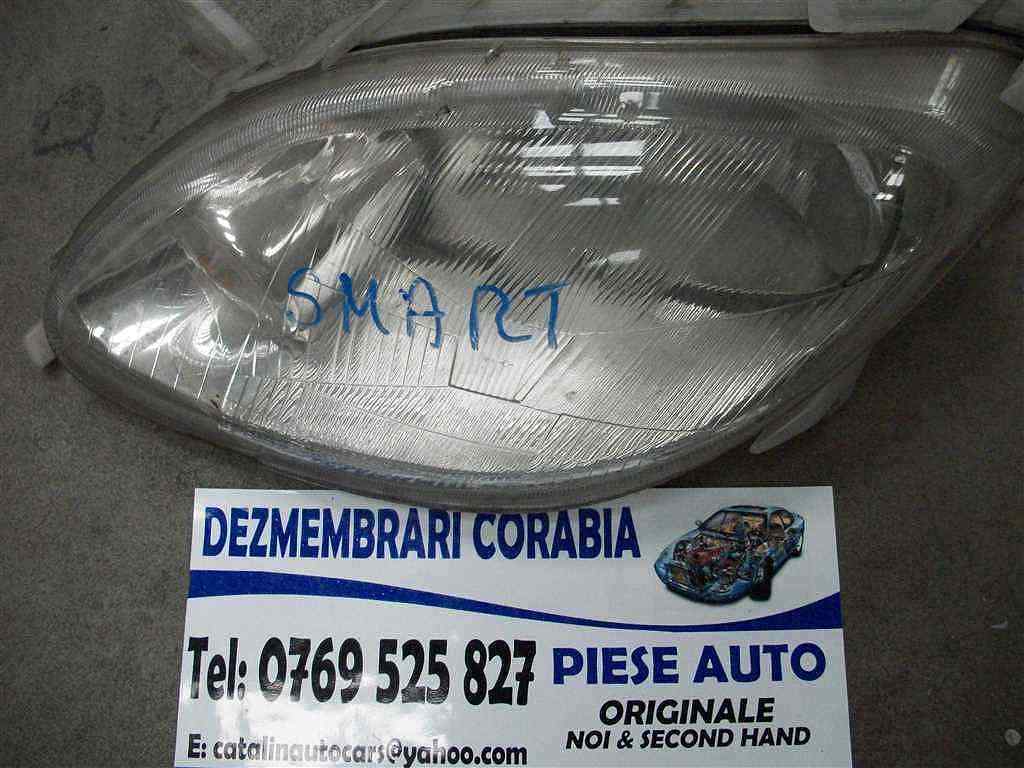 SMART
DEZMEMBRARI CORABIA
Tel: 0769 525 827
PIESE AUTO
ORIGINALE
NOI & SECOND HAND
E: catalinautocars@yahoo.com